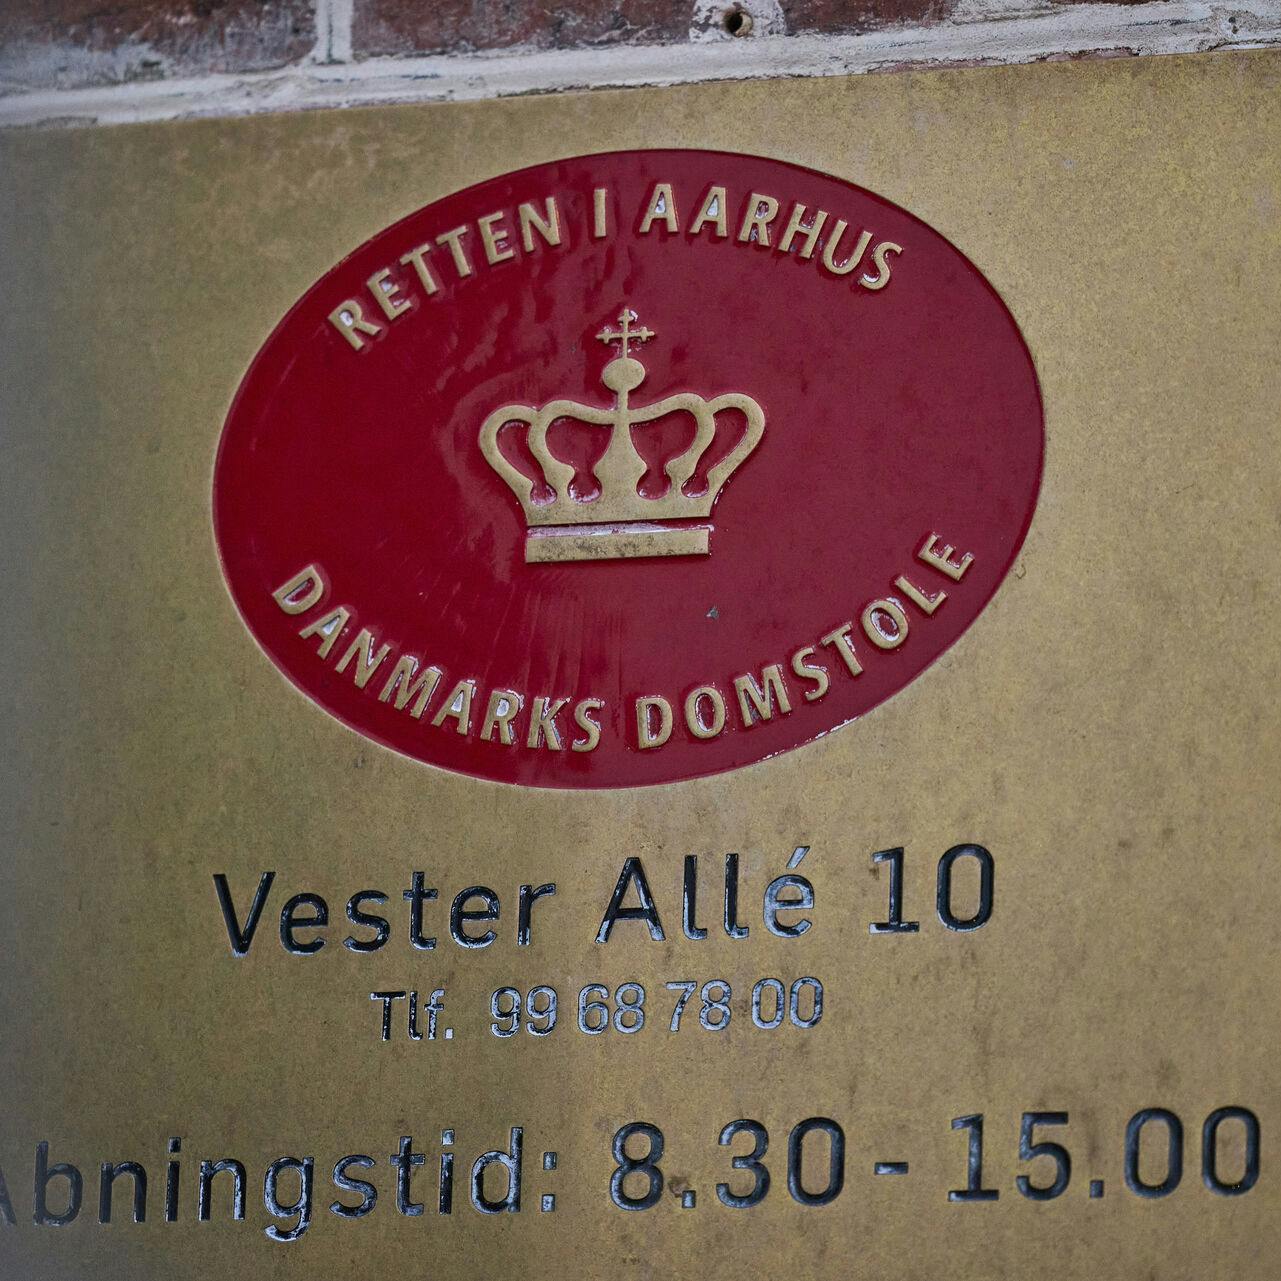 RETTEN I AARHUS
DANMARKS DOMSTOLE
Vester Allé 10
Tlf. 99 68 78 00
Åbningstid: 8.30 - 15.00